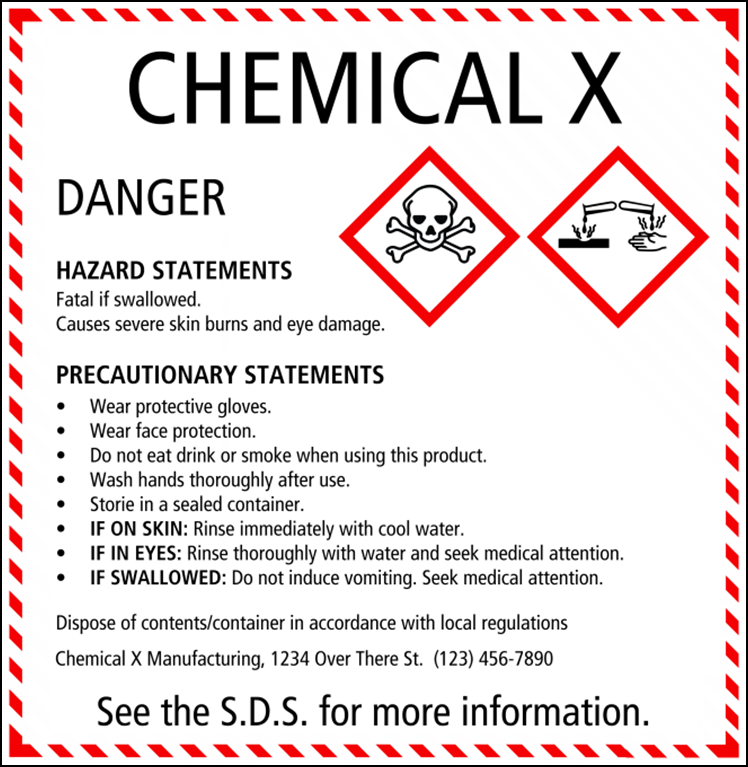 CHEMICAL X
DANGER
HAZARD STATEMENTS
Fatal if swallowed.
Causes severe skin burns and eye damage.
PRECAUTIONARY STATEMENTS
• Wear protective gloves.
• Wear face protection.
• Do not eat drink or smoke when using this product.
• Wash hands thoroughly after use.
• Storie in a sealed container.
• IF ON SKIN: Rinse immediately with cool water.
• IF IN EYES: Rinse thoroughly with water and seek medical attention.
• IF SWALLOWED: Do not induce vomiting. Seek medical attention.
Dispose of contents/container in accordance with local regulations
Chemical X Manufacturing, 1234 Over There St. (123) 456-7890
See the S.D.S. for more information.